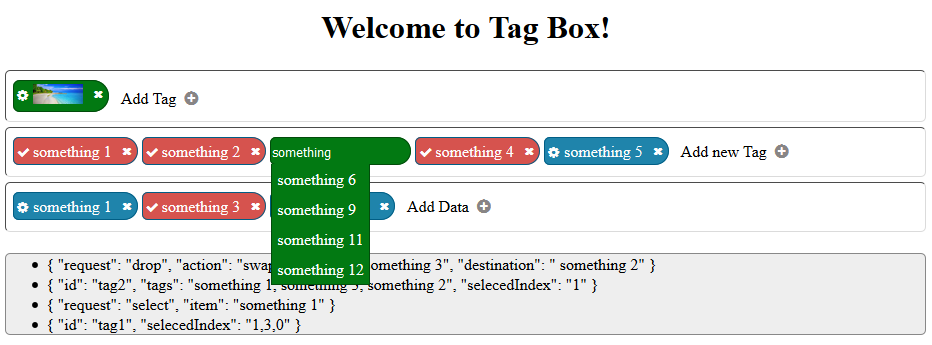 Welcome to Tag Box!
Add Tag
something 1 something 2 something something 4 something 5 Add new Tag
something 6
something 9
something 11
something 12
something 1 something 3 Add Data
{ "request": "drop", "action": "swap omething 3", "destination": " something 2" }
{ "id": "tag2", "tags": "something 1, something 3, something 2", "selecedIndex": "1" }
{ "request": "select", "item": "something 1" }
{ "id": "tag1", "selecedIndex": "1,3,0" }